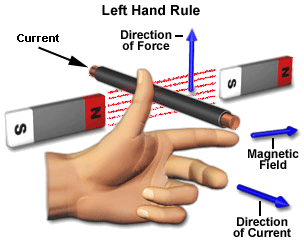 Left Hand Rule
Current
Direction
of Force
S
N
S
N
Magnetic
Field
Direction
of Current